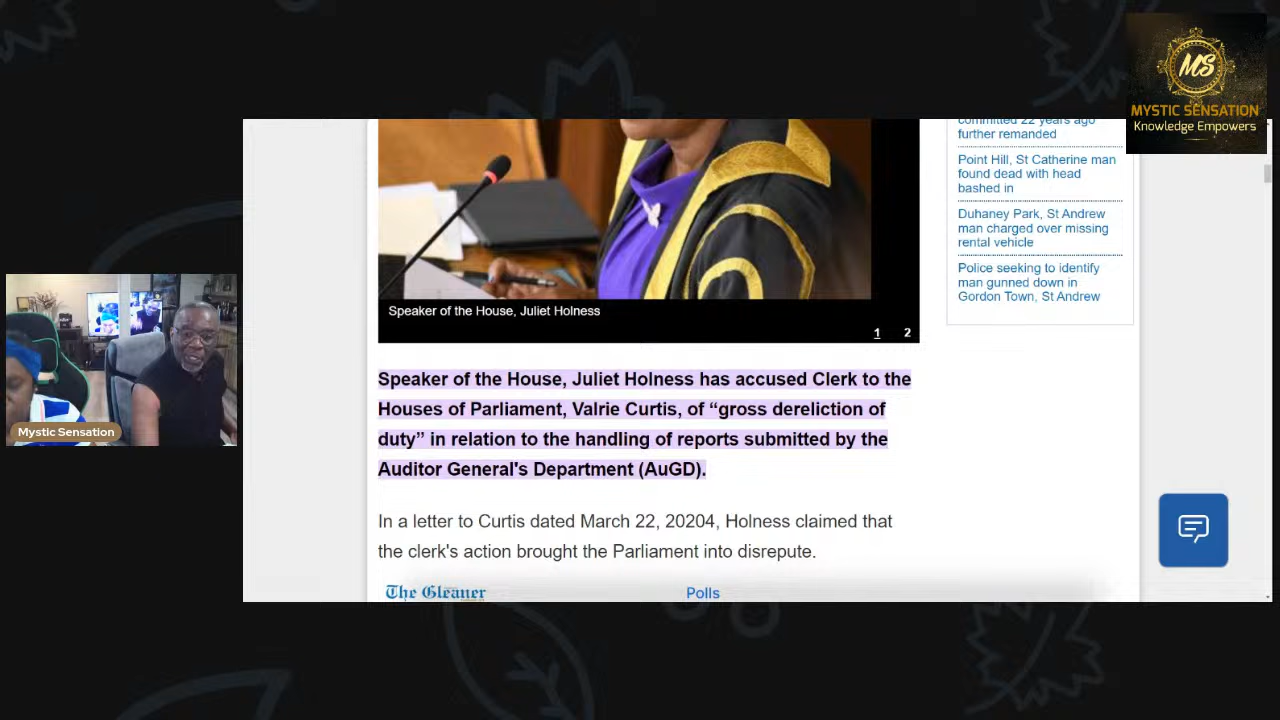 MS
MYSTIC SENSATION
Knowledge Empowers
committed 22 years ago
further remanded
Point Hill, St Catherine man
found dead with head
bashed in
Duhaney Park, St Andrew
man charged over missing
rental vehicle
Police seeking to identify
man gunned down in
Gordon Town, St Andrew
Speaker of the House, Juliet Holness
1 2
Speaker of the House, Juliet Holness has accused Clerk to the
Houses of Parliament, Valrie Curtis, of “gross dereliction of
duty” in relation to the handling of reports submitted by the
Auditor General's Department (AuGD).
In a letter to Curtis dated March 22, 20204, Holness claimed that
the clerk's action brought the Parliament into disrepute.
The Gleaner
Polls
Mystic Sensation